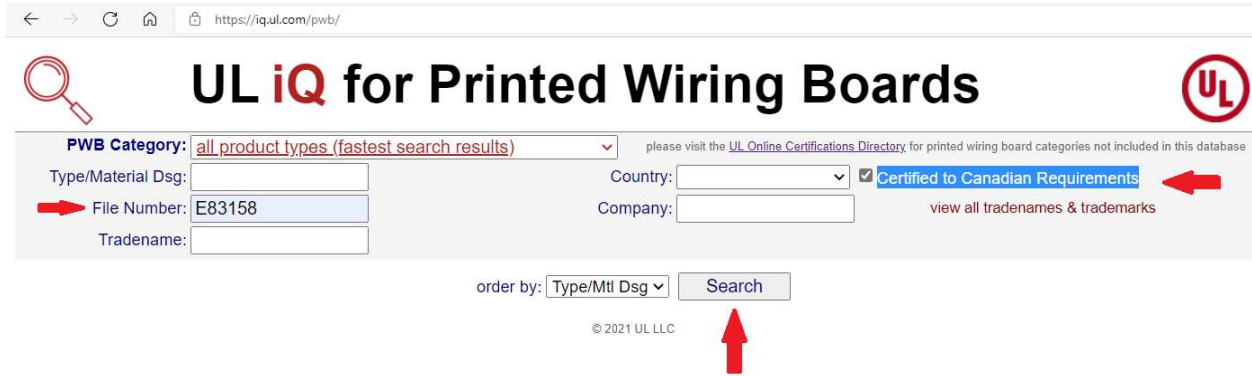 https://iq.ul.com/pwb/
UL iQ for Printed Wiring Boards
UL
PWB Category: all product types (fastest search results) please visit the UL Online Certifications Directory for printed wiring board categories not included in this database
Type/Material Dsg: Country: Certified to Canadian Requirements
File Number: E83158 Company: view all tradenames & trademarks
Tradename:
order by: Type/Mtl Dsg Search
© 2021 UL LLC